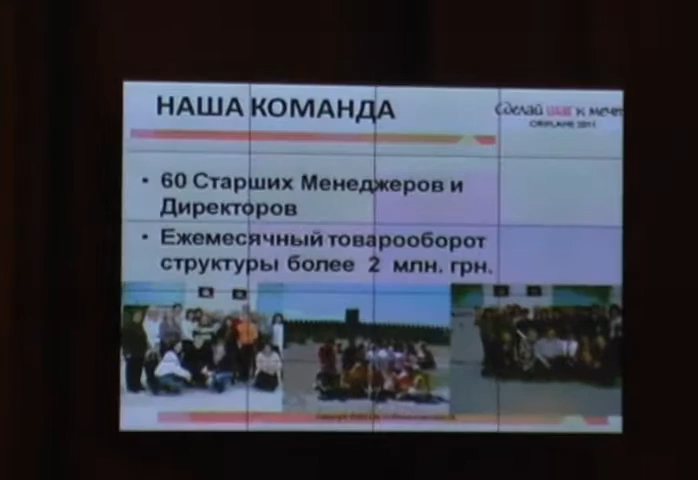 НАША КОМАНДА
Сделай шаг к мечте
ORIFLAME 2011
• 60 Старших Менеджеров и
Директоров
• Ежемесячный товарооборот
структуры более 2 млн. грн.